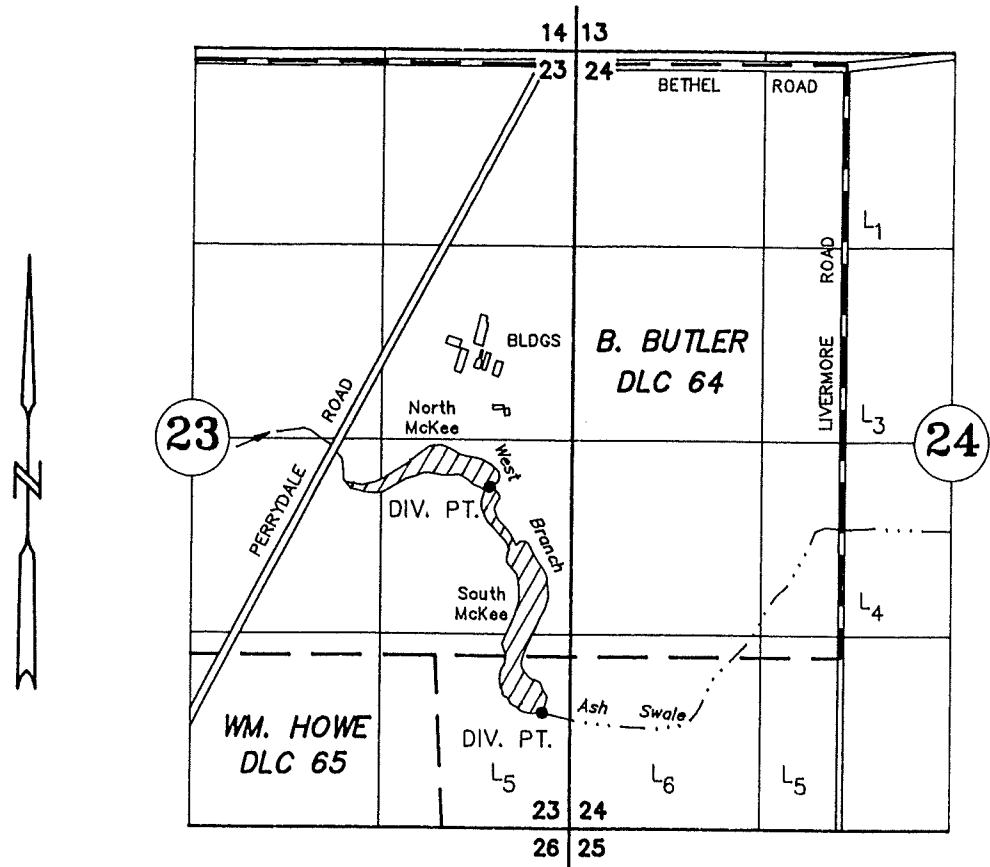 14 13
23 24
BETHEL ROAD
L1
LIVERMORE ROAD
BLDGS
B. BUTLER
DLC 64
PERRYDALE ROAD
North
McKee
L3
23
24
West Branch
DIV. PT.
N
South
McKee
L4
Ash Swale
WM. HOWE
DLC 65
DIV. PT.
L5
L6
L5
23 24
26 25